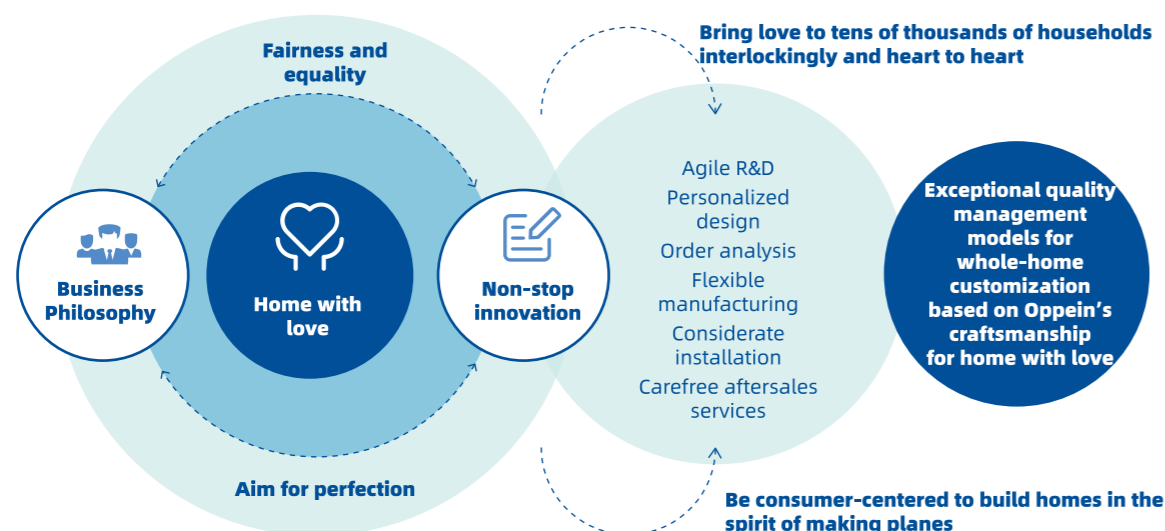 Fairness and
equality
Business
Philosophy
Home with
love
Non-stop
innovation
Aim for perfection
Bring love to tens of thousands of households
interlockingly and heart to heart
Agile R&D
Personalized
design
Order analysis
Flexible
manufacturing
Considerate
installation
Carefree aftersales
services
Be consumer-centered to build homes in the
spirit of making planes
Exceptional quality
management
models for
whole-home
customization
based on Oppein’s
craftsmanship
for home with love